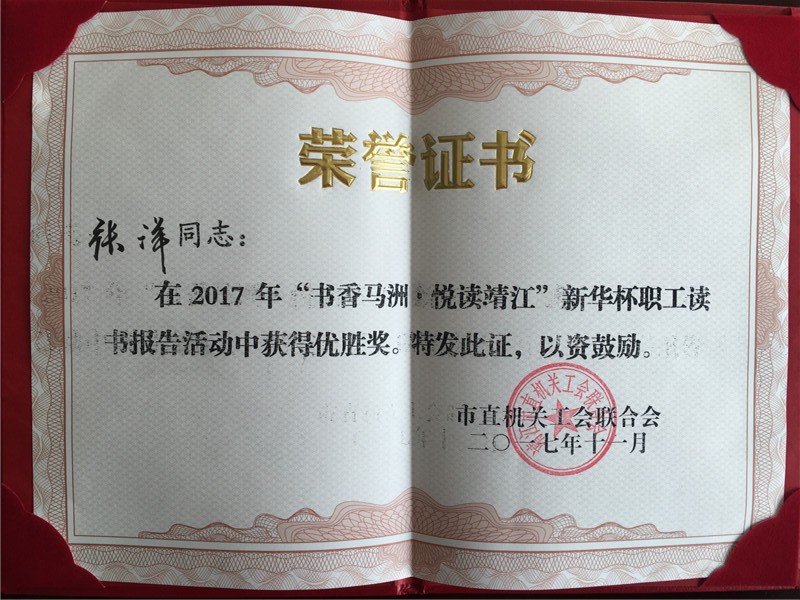 荣誉证书
张洋同志：
在2017年“书香马洲·悦读靖江”新华杯职工读
书报告活动中获得优胜奖。特发此证，以资鼓励。
市直机关工会联合会
二〇一七年十一月